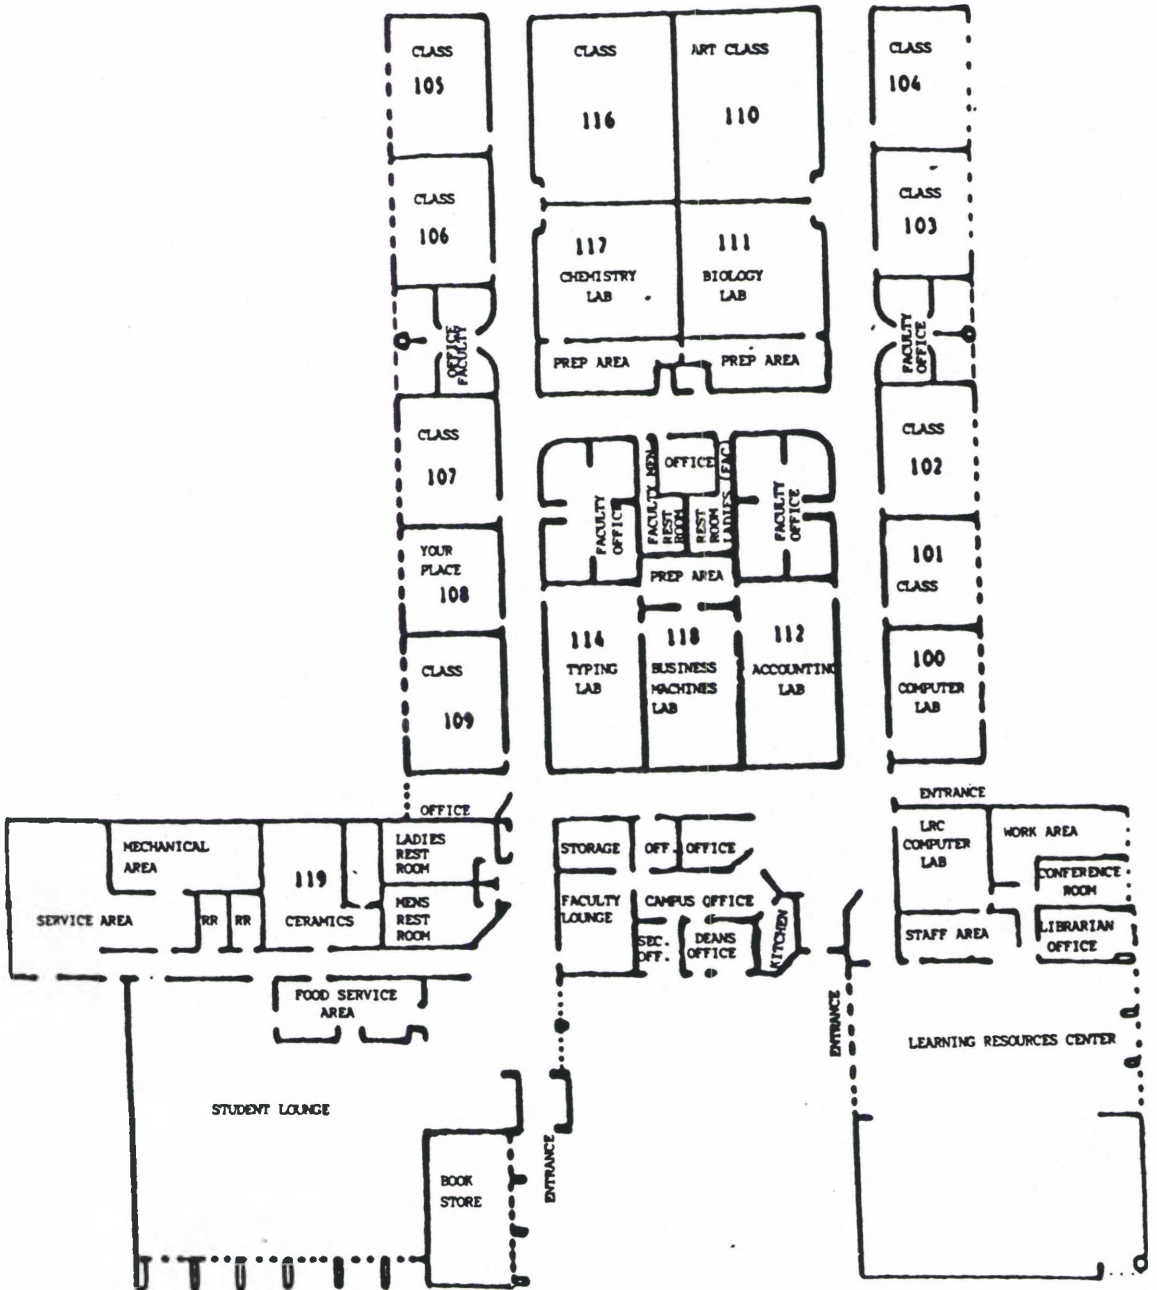 CLASS
105
CLASS
116
ART CLASS
110
CLASS
104
CLASS
106
117
CHEMISTRY
LAB
111
BIOLOGY
LAB
CLASS
103
OFFICE
FACULTY
PREP AREA
PREP AREA
FACULTY
OFFICE
CLASS
107
FACULTY
OFFICE
FACULTY MEN
REST
ROOM
OFFICE
REST
ROOM
LADIES (FAC
FACULTY
OFFICE
CLASS
102
YOUR
PLACE
108
PREP AREA
101
CLASS
CLASS
109
114
TYPING
LAB
118
BUSINESS
MACHINES
LAB
112
ACCOUNTING
LAB
100
COMPUTER
LAB
OFFICE
ENTRANCE
MECHANICAL
AREA
119
CERAMICS
LADIES
REST
ROOM
MENS
REST
ROOM
SERVICE AREA
RR
RR
STORAGE
OFF.
OFFICE
FACULTY
LOUNGE
CAMPUS OFFICE
SEC.
OFF.
DEANS
OFFICE
KITCHEN
LRC
COMPUTER
LAB
WORK AREA
CONFERENCE
ROOM
STAFF AREA
LIBRARIAN
OFFICE
FOOD SERVICE
AREA
ENTRANCE
LEARNING RESOURCES CENTER
STUDENT LOUNGE
BOOK
STORE
ENTRANCE